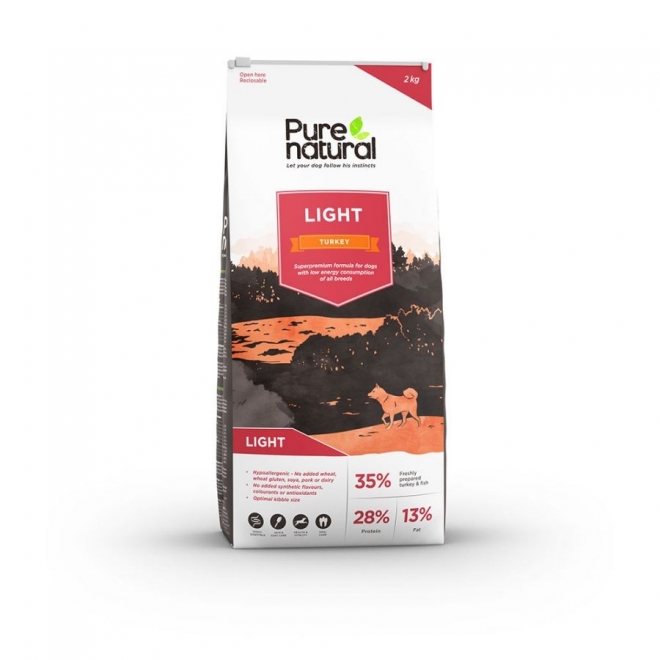 Open here
Reclosable
2 kg
Pure
natural
Let your dog follow his instincts
LIGHT
TURKEY
Superpremium formula for dogs
with low energy consumption
of all breeds
LIGHT
• Hypoallergenic - No added wheat,
wheat gluten, soya, pork or dairy
• No added synthetic flavours,
colourants or antioxidants
• Optimal kibble size
35% Freshly
prepared
turkey & fish
28% 13%
Protein Fat